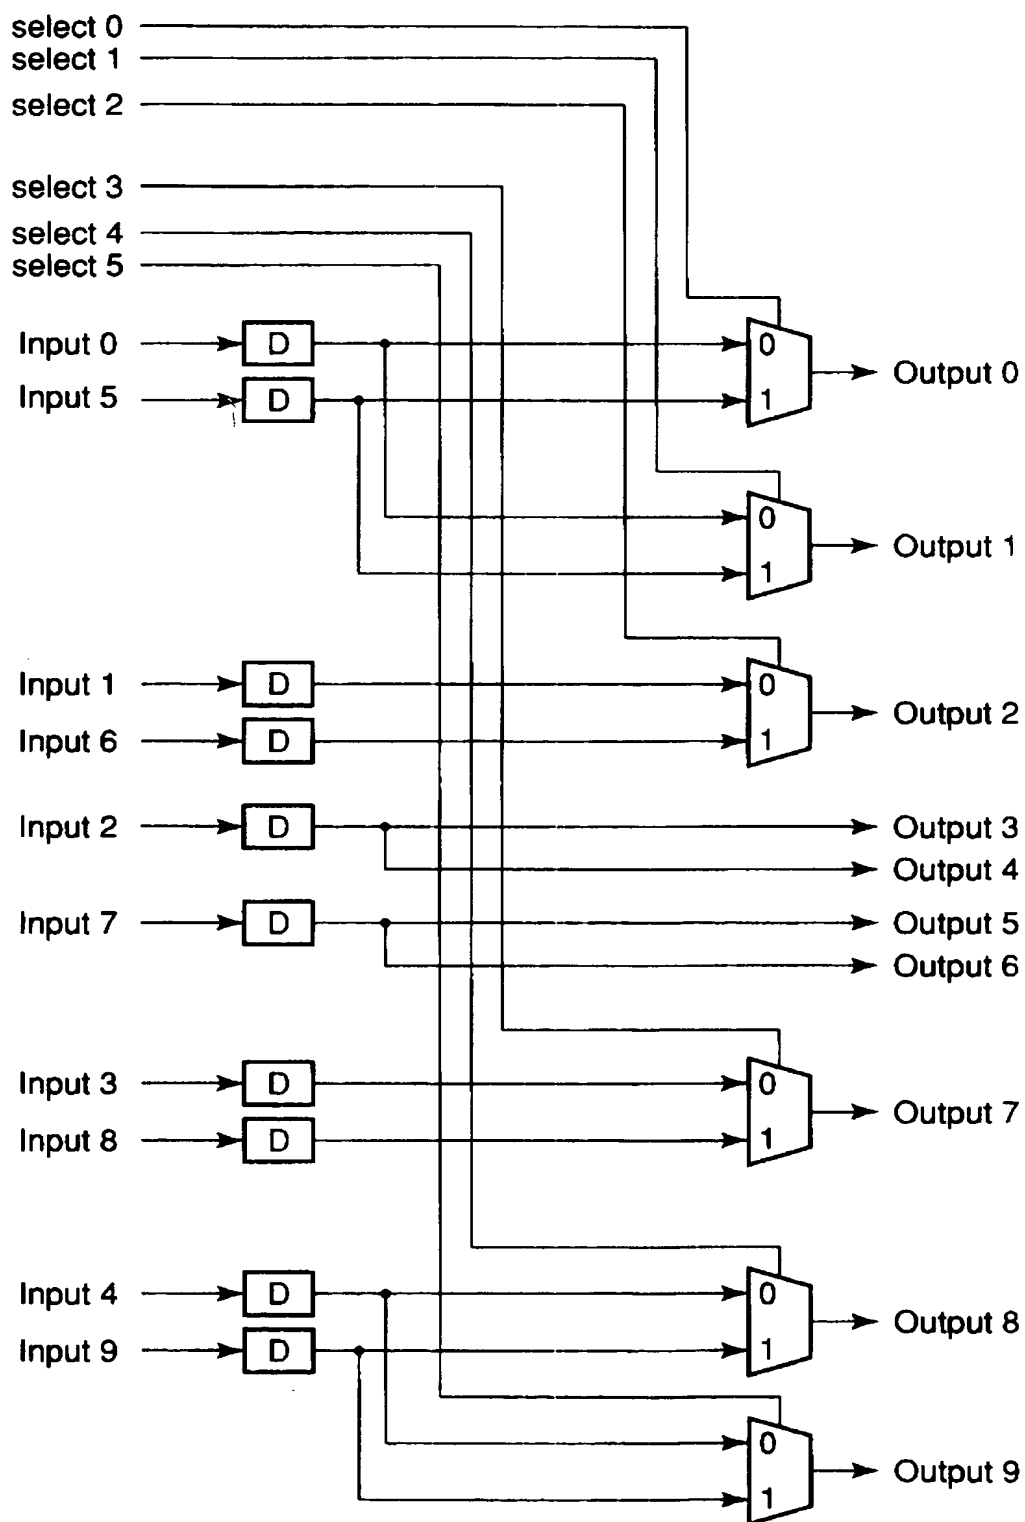 select 0
select 1
select 2
select 3
select 4
select 5
Input 0
D
0
Output 0
Input 5
D
1
0
Output 1
1
Input 1
D
0
Output 2
Input 6
D
1
Input 2
D
Output 3
Output 4
Input 7
D
Output 5
Output 6
Input 3
D
0
Output 7
Input 8
D
1
Input 4
D
0
Output 8
Input 9
D
1
0
Output 9
1